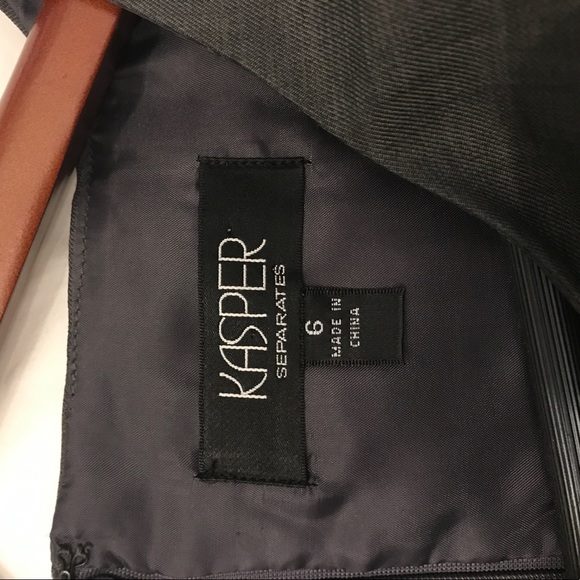 KASPER
SEPARATES
6
MADE IN
CHINA